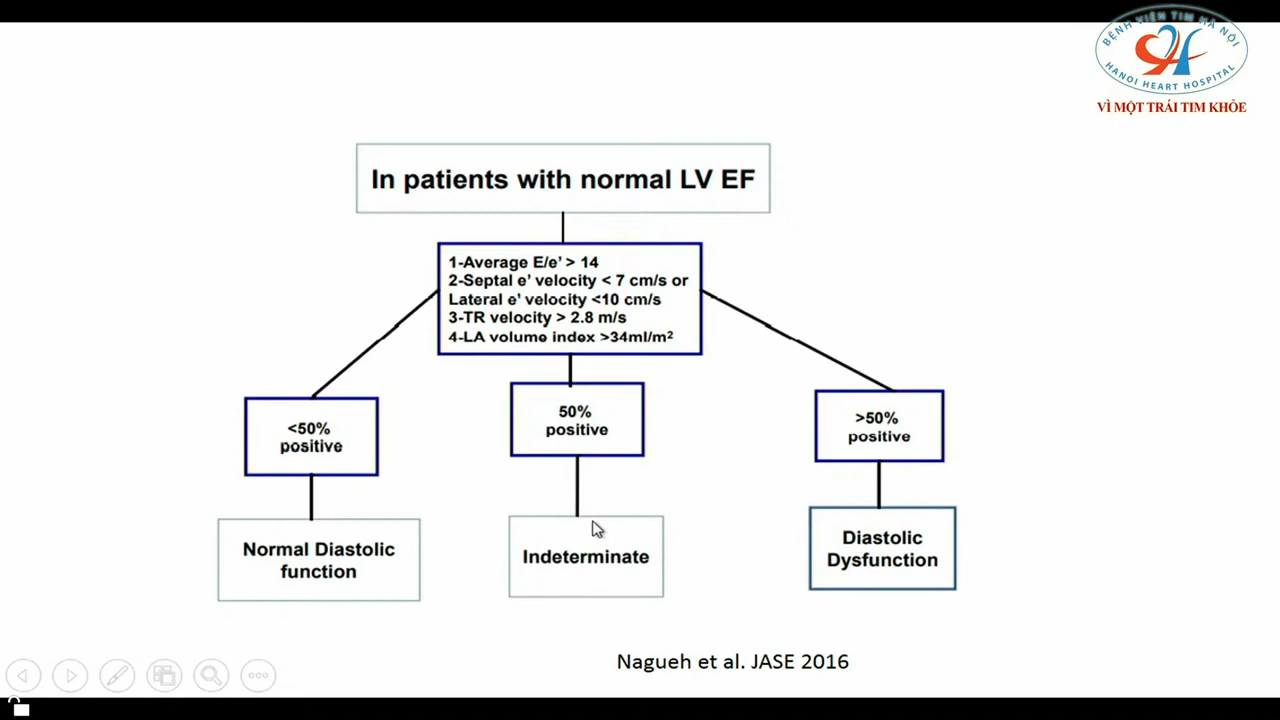 BỆNH VIỆN TIM HÀ NỘI
HANOI HEART HOSPITAL
VÌ MỘT TRÁI TIM KHỎE
In patients with normal LV EF
1-Average E/e' > 14
2-Septal e' velocity < 7 cm/s or
Lateral e' velocity <10 cm/s
3-TR velocity > 2.8 m/s
4-LA volume index >34ml/m²
<50%
positive
50%
positive
>50%
positive
Normal Diastolic
function
Indeterminate
Diastolic
Dysfunction
Nagueh et al. JASE 2016